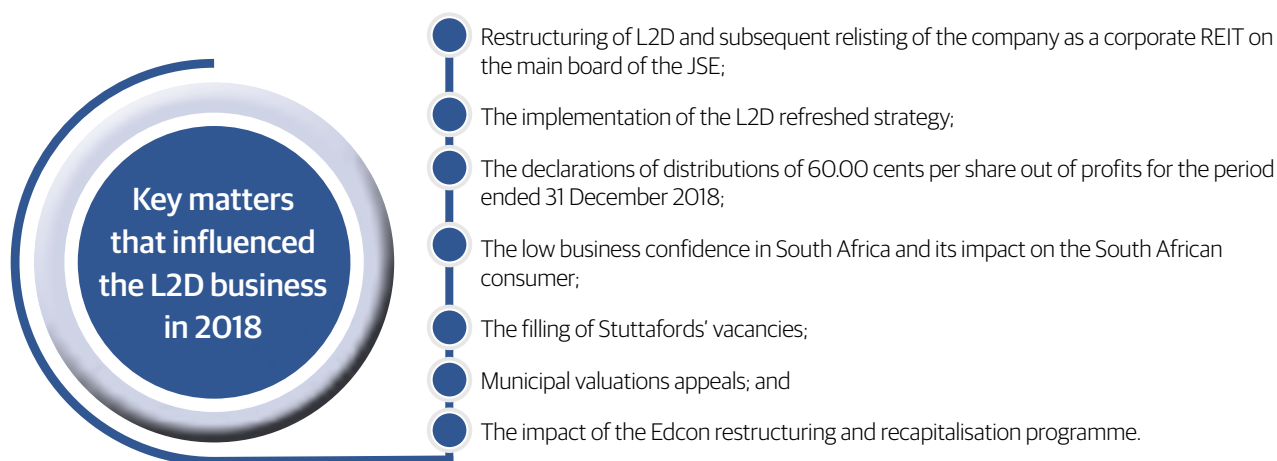 Key matters
that influenced
the L2D business
in 2018
Restructuring of L2D and subsequent relisting of the company as a corporate REIT on
the main board of the JSE;
The implementation of the L2D refreshed strategy;
The declarations of distributions of 60.00 cents per share out of profits for the period
ended 31 December 2018;
The low business confidence in South Africa and its impact on the South African
consumer;
The filling of Stuttafords' vacancies;
Municipal valuations appeals; and
The impact of the Edcon restructuring and recapitalisation programme.